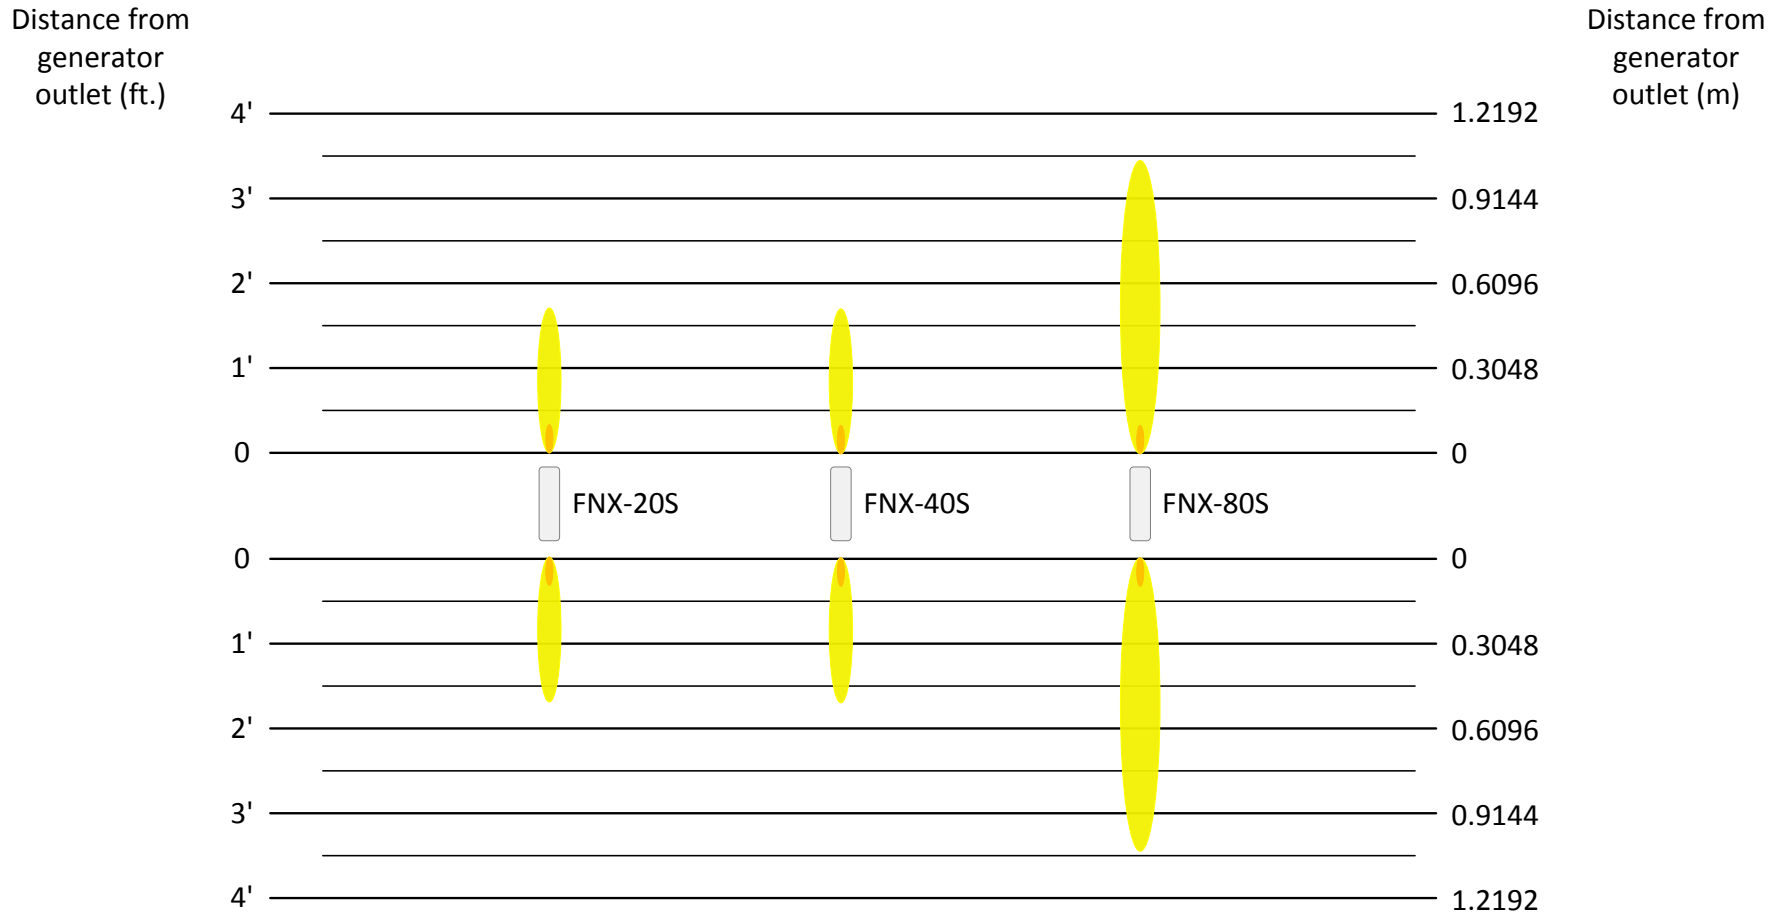 Distance from
generator
outlet (ft.)
Distance from
generator
outlet (m)
4' 1.2192
3' 0.9144
2' 0.6096
1' 0.3048
0 0
FNX-20S FNX-40S FNX-80S
0 0
1' 0.3048
2' 0.6096
3' 0.9144
4' 1.2192